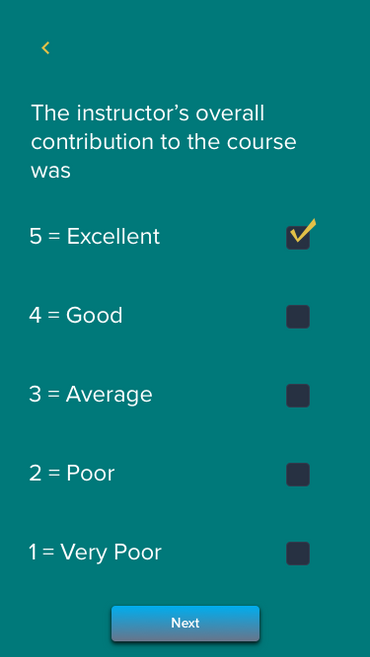 The instructor’s overall
contribution to the course
was
5 = Excellent
4 = Good
3 = Average
2 = Poor
1 = Very Poor
Next